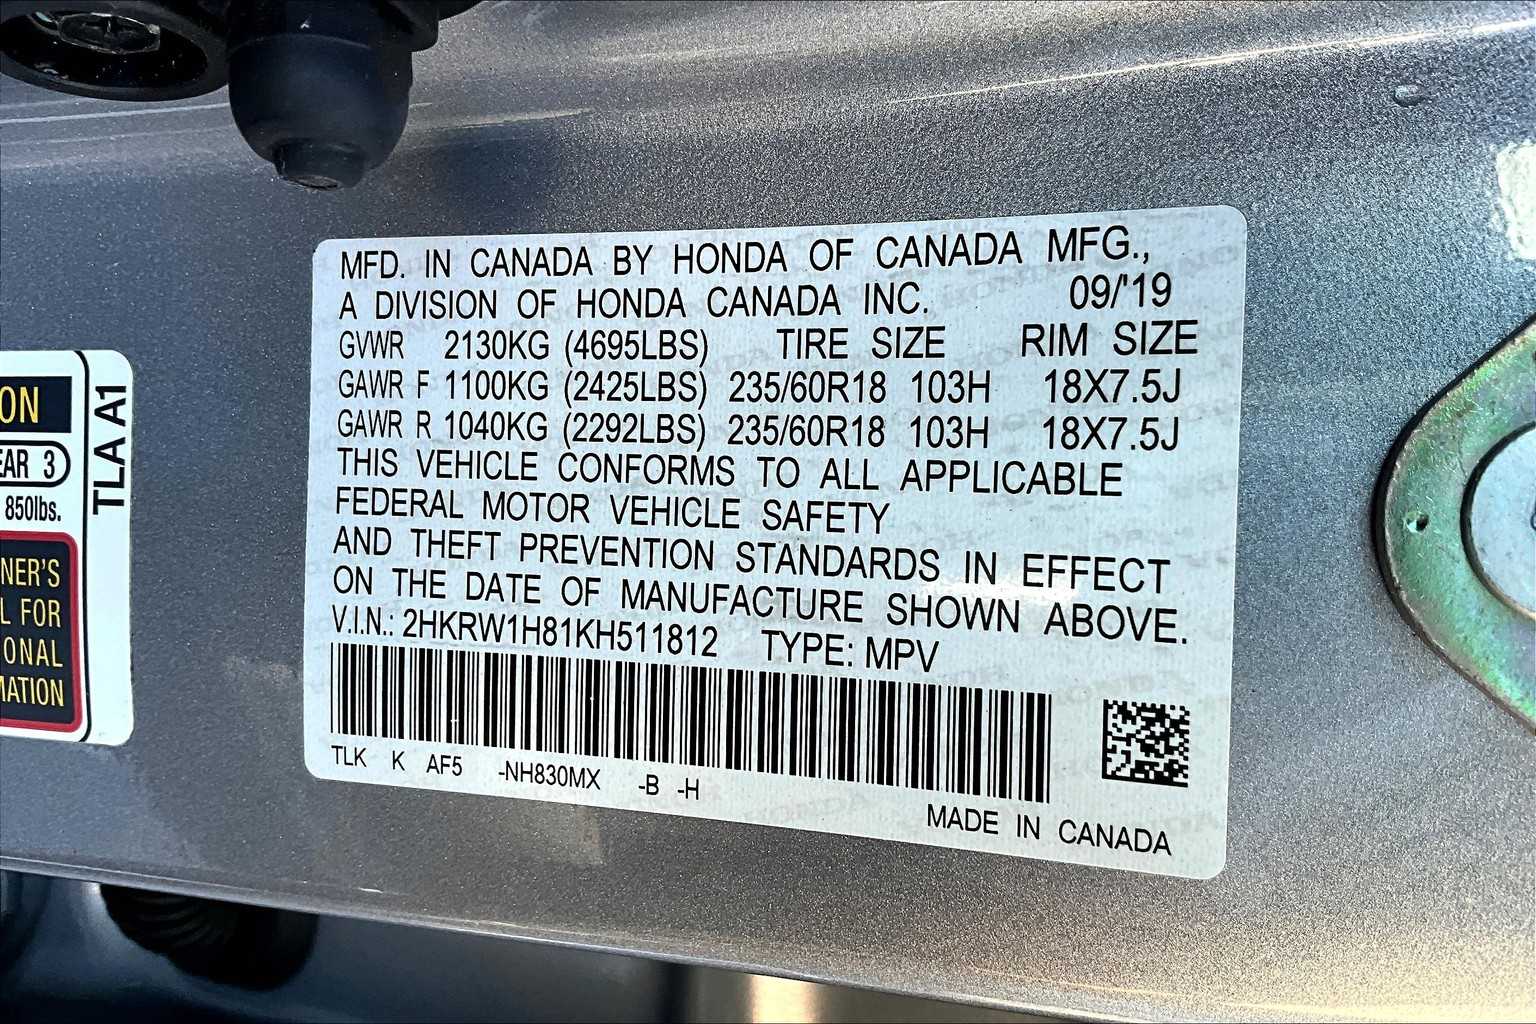 MFD. IN CANADA BY HONDA OF CANADA MFG.,
A DIVISION OF HONDA CANADA INC. 09/'19
GVWR 2130KG (4695LBS) TIRE SIZE RIM SIZE
GAWR F 1100KG (2425LBS) 235/60R18 103H 18X7.5J
GAWR R 1040KG (2292LBS) 235/60R18 103H 18X7.5J
THIS VEHICLE CONFORMS TO ALL APPLICABLE
FEDERAL MOTOR VEHICLE SAFETY
AND THEFT PREVENTION STANDARDS IN EFFECT
ON THE DATE OF MANUFACTURE SHOWN ABOVE.
V.I.N.: 2HKRW1H81KH511812 TYPE: MPV
TLK K AF5 -NH830MX -B -H
MADE IN CANADA
ON
EAR 3
850lbs.
NER'S
L FOR
ONAL
MATION
TLA A1